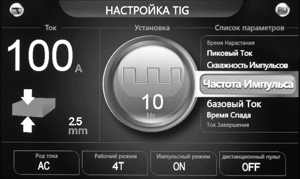 НАСТРОЙКА TIG
RU
Ток
Установка
Список параметров
100 A
2.5
mm
10
Hz
Время Нарастания
Пиковый Ток
Скважность Импульсов
Частота Импульса
базовый Ток
Время Спада
Ток Завершения
Род тока
AC
Рабочий режим
4T
Импульсный режим
ON
дистанционный пульт
OFF